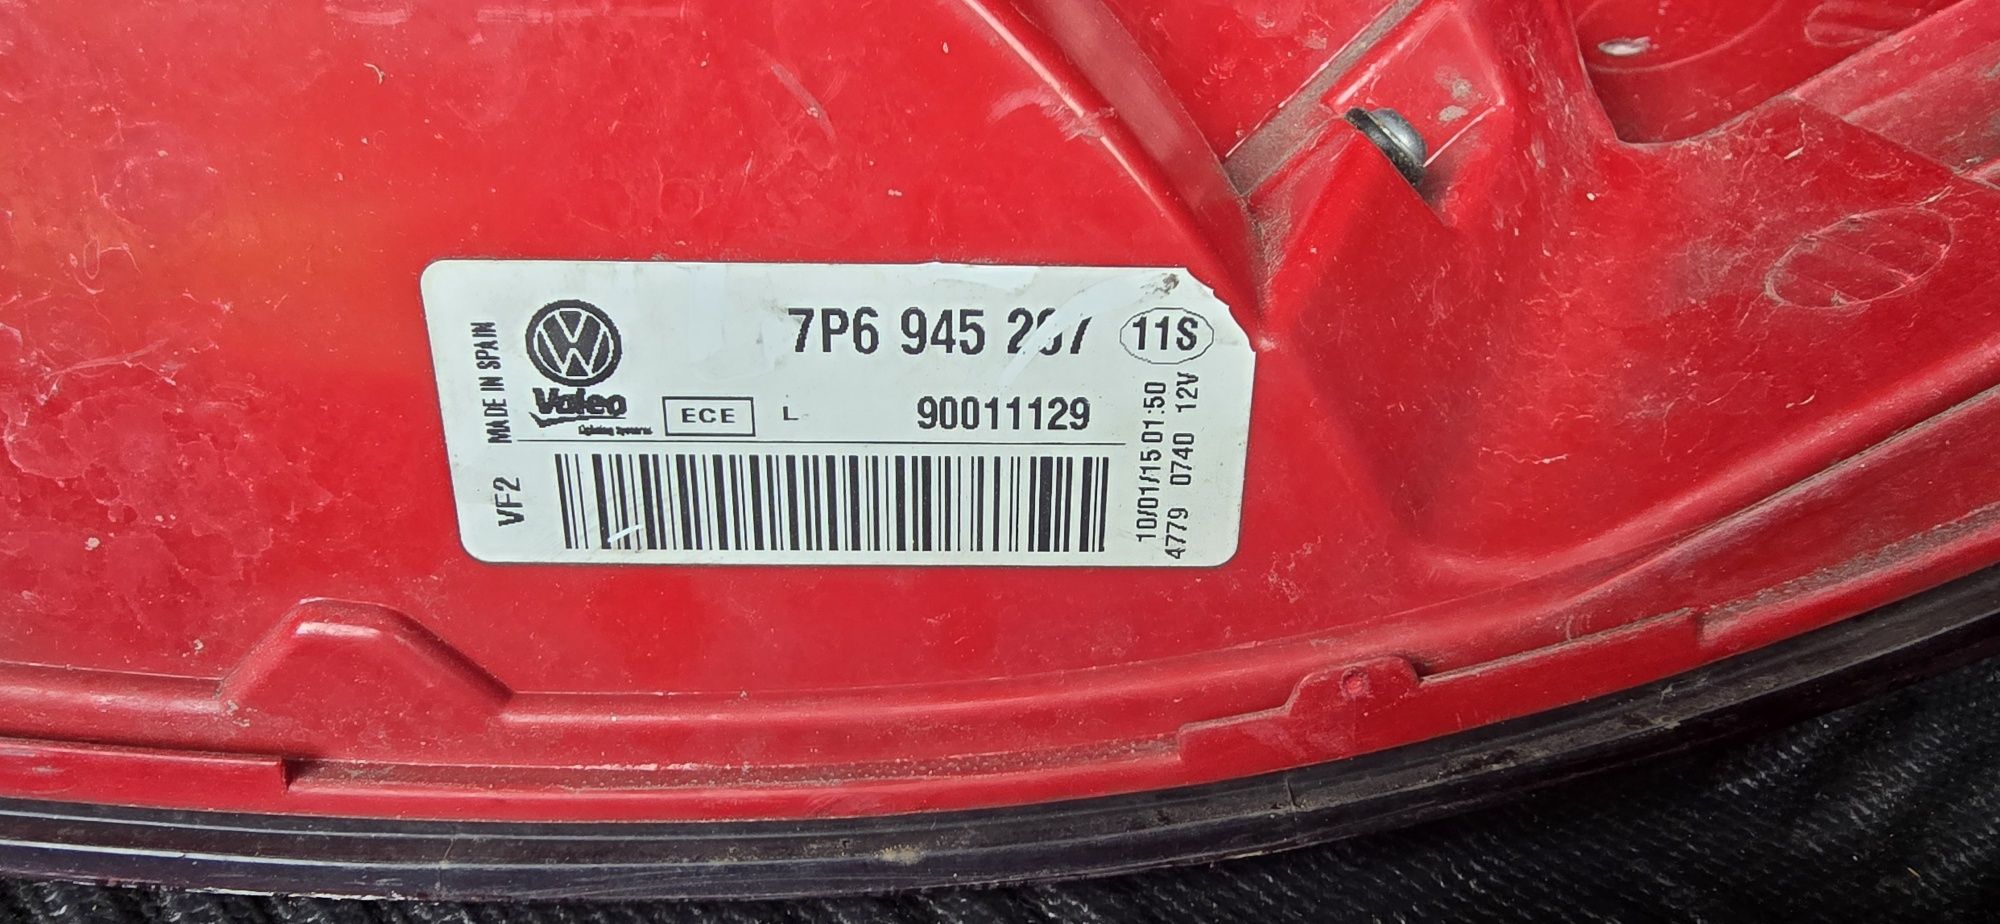 MADE IN SPAIN
7P6 945 207
11S
Valeo
Lighting Systems
ECE L 90011129
VF2
10/01/15 01:50
4779 0740 12V